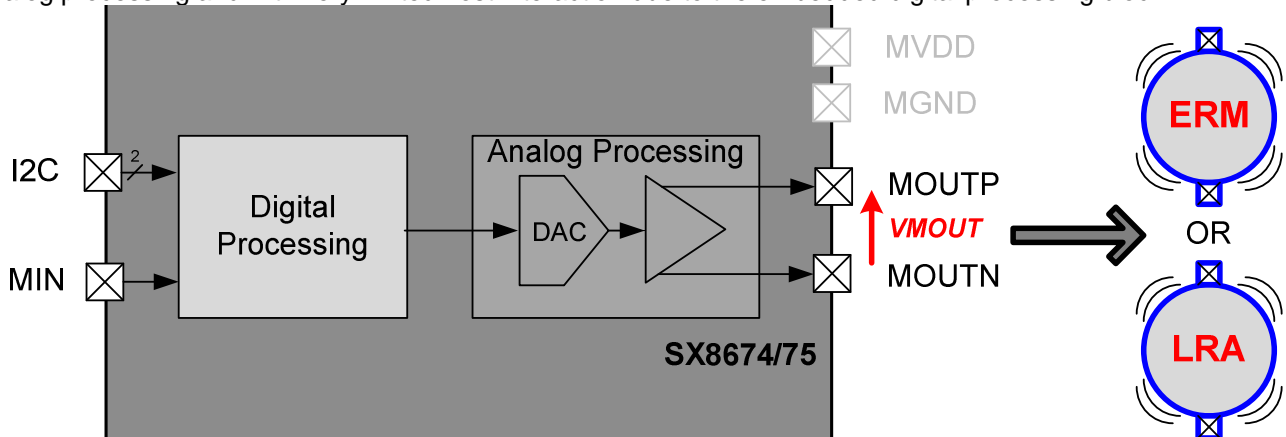 MVDD
MGND
I2C
2
MIN
Digital
Processing
Analog Processing
DAC
MOUTP
VMOUT
MOUTN
SX8674/75
ERM
OR
LRA